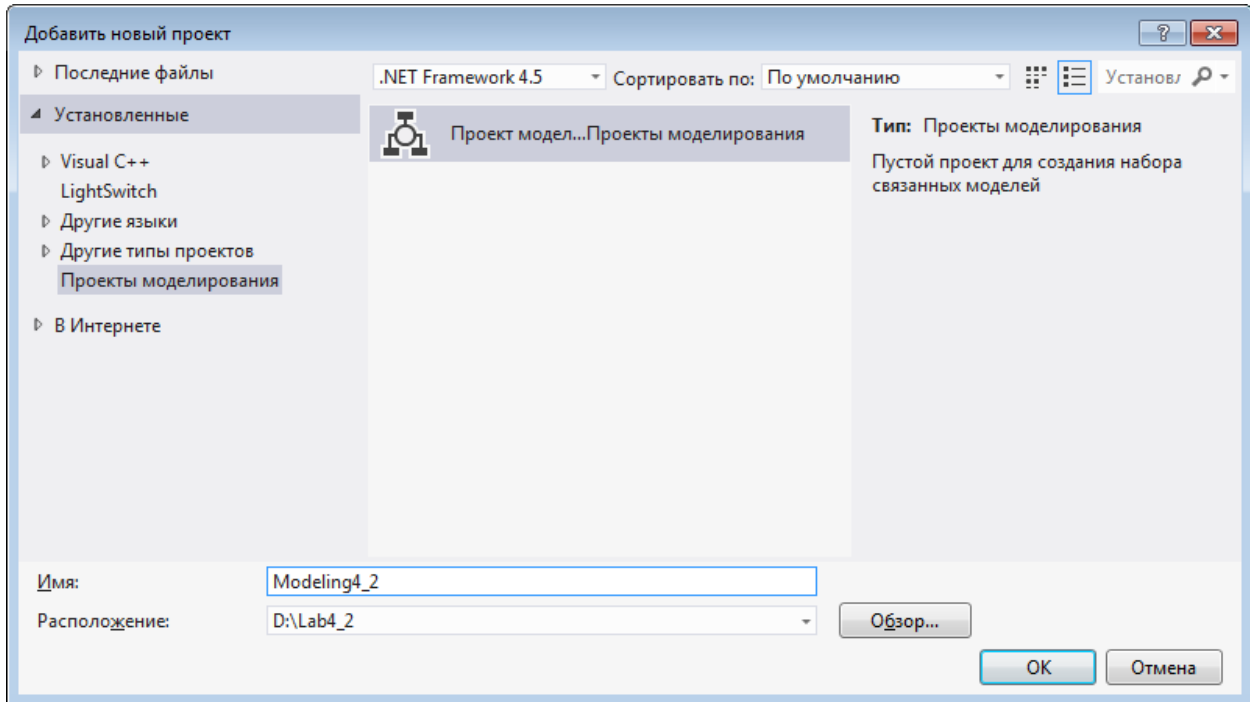 Добавить новый проект
Последние файлы
.NET Framework 4.5
Сортировать по: По умолчанию
Установленные
Visual C++
LightSwitch
Другие языки
Другие типы проектов
Проекты моделирования
В Интернете
Проект модел...Проекты моделирования
Тип: Проекты моделирования
Пустой проект для создания набора
связанных моделей
Имя: Modeling4_2
Расположение: D:\Lab4_2
Обзор...
ОК
Отмена